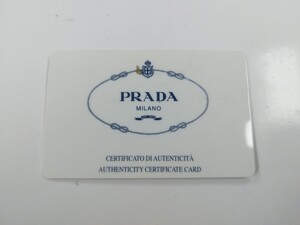 PRADA
MILANO
CERTIFICATO DI AUTENTICITÀ
AUTHENTICITY CERTIFICATE CARD